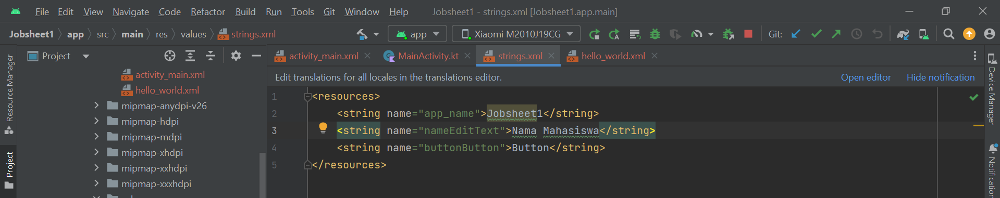 File Edit View Navigate Code Refactor Build Run Tools Git Window Help Jobsheet1 - strings.xml [Jobsheet1.app.main]
Jobsheet1 app src main res values strings.xml app Xiaomi M2010J19CG Git:
Project
activity_main.xml MainActivity.kt strings.xml hello_world.xml
Resource Manager
Project
activity_main.xml
hello_world.xml
mipmap-anydpi-v26
mipmap-hdpi
mipmap-mdpi
mipmap-xhdpi
mipmap-xxhdpi
mipmap-xxxhdpi
Edit translations for all locales in the translations editor. Open editor Hide notification
1 <resources>
2 <string name="app_name">Jobsheet1</string>
3 <string name="nameEditText">Nama Mahasiswa</string>
4 <string name="buttonButton">Button</string>
5 </resources>
Device Manager